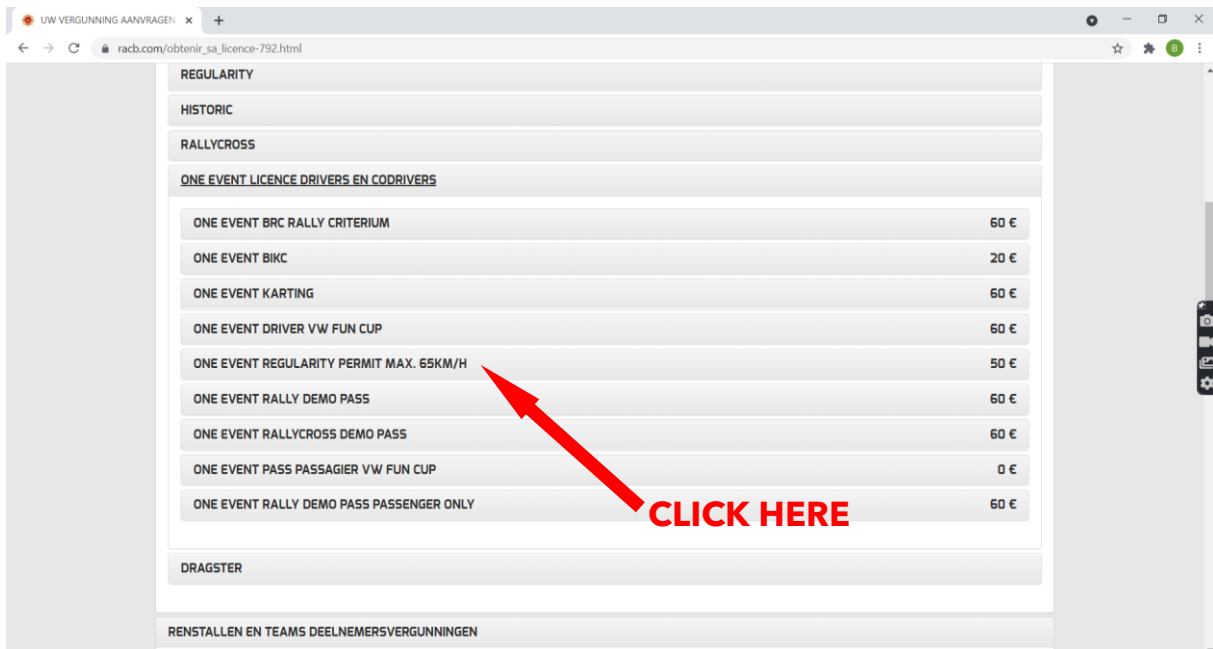 UW VERGUNNING AANVRAGEN
racb.com/obtenir_sa_licence-792.html
B
REGULARITY
HISTORIC
RALLYCROSS
ONE EVENT LICENCE DRIVERS EN CODRIVERS
ONE EVENT BRC RALLY CRITERIUM 60 €
ONE EVENT BIKC 20 €
ONE EVENT KARTING 60 €
ONE EVENT DRIVER VW FUN CUP 60 €
ONE EVENT REGULARITY PERMIT MAX. 65KM/H 50 €
ONE EVENT RALLY DEMO PASS 60 €
ONE EVENT RALLYCROSS DEMO PASS 60 €
ONE EVENT PASS PASSAGIER VW FUN CUP 0 €
ONE EVENT RALLY DEMO PASS PASSENGER ONLY 60 €
CLICK HERE
DRAGSTER
RENSTALLEN EN TEAMS DEELNEMERSVERGUNNINGEN